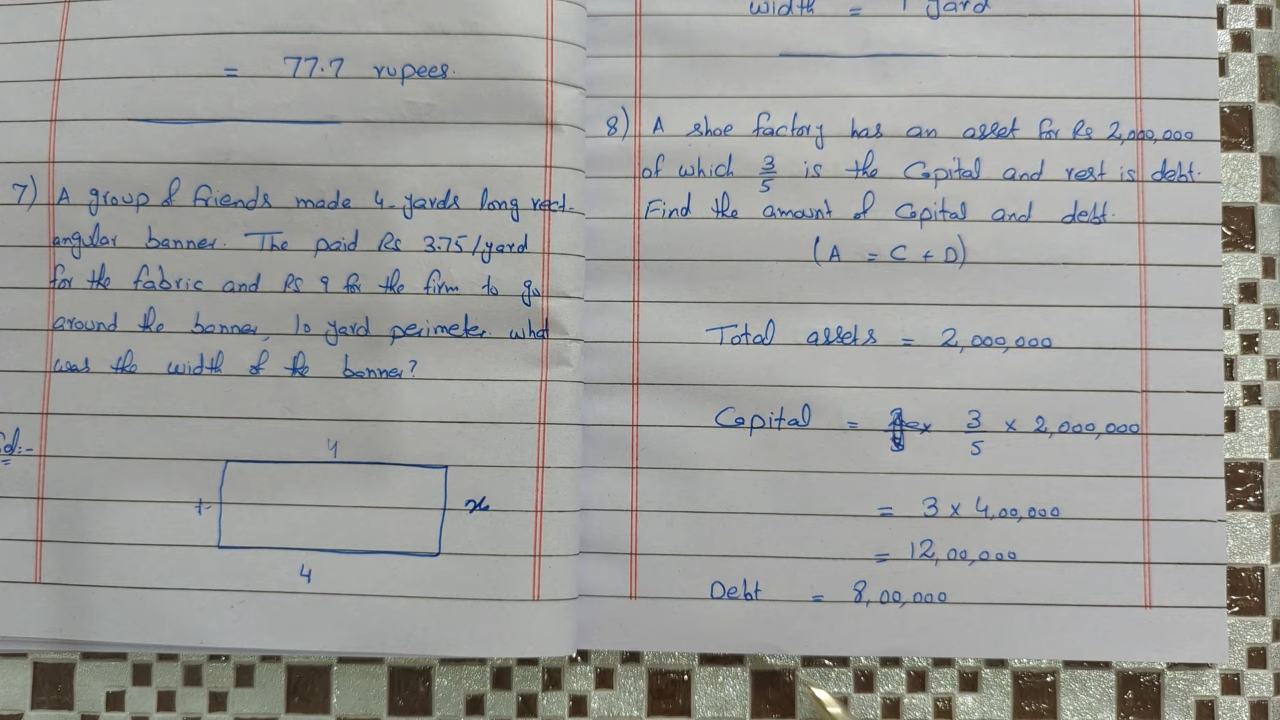 = 77.7 rupees.
7) A group of friends made 4-yards long rect-
angular banner. The paid Rs 3.75/yard
for the fabric and Rs 9 for the firm to go
around the banner, 10 yard perimeter. what
was the width of the banner?
Sol:-
4
x
4
width = 1 yard
8) A shoe factory has an asset for Rs 2,000,000
of which 3/5 is the Capital and rest is debt.
Find the amount of Capital and debt.
(A = C + D)
Total assets = 2,000,000
Capital = 3/5 × 2,000,000
= 3 × 4,00,000
= 12,00,000
Debt = 8,00,000